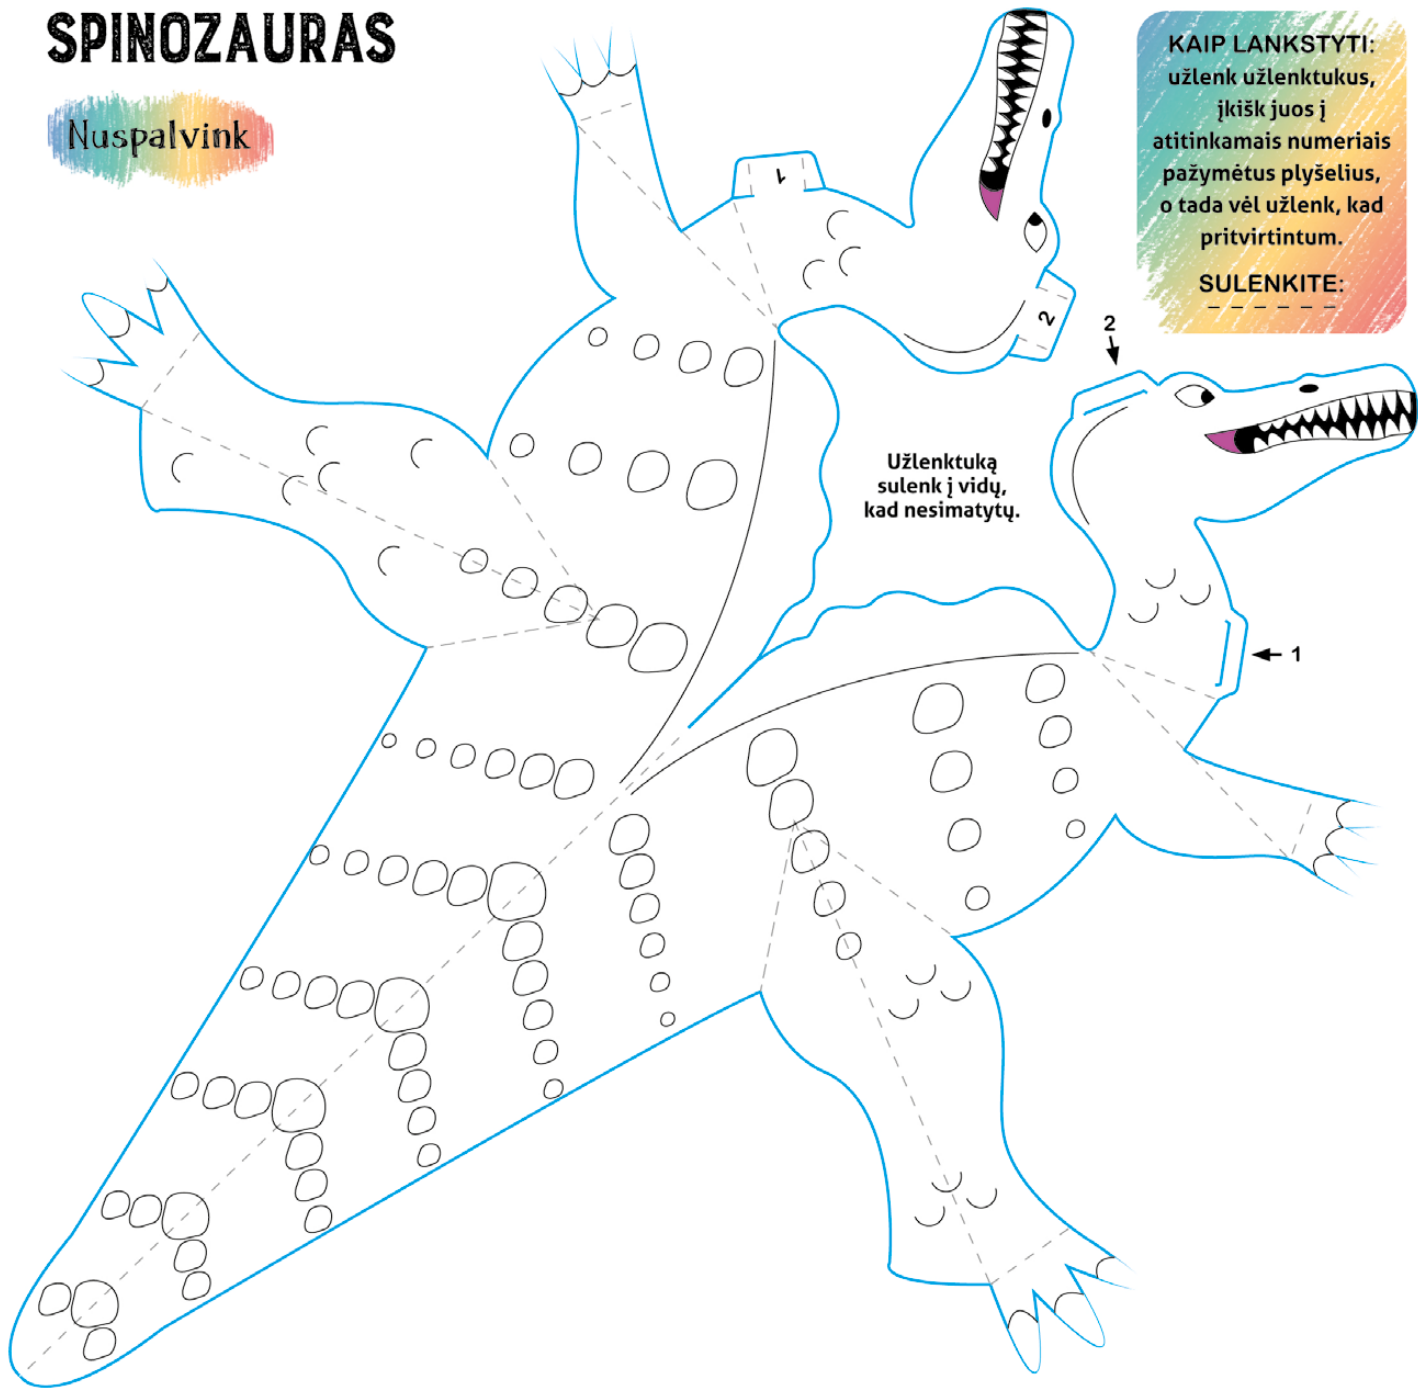 SPINOZAURAS
Nuspalvink
KAIP LANKSTYTI:
užlenk užlenktukus,
įkišk juos į
atitinkamais numeriais
pažymėtus plyšelius,
o tada vėl užlenk, kad
pritvirtintum.
SULENKITE:
1
2
2
Užlenktuką
sulenk į vidų,
kad nesimatytų.
1